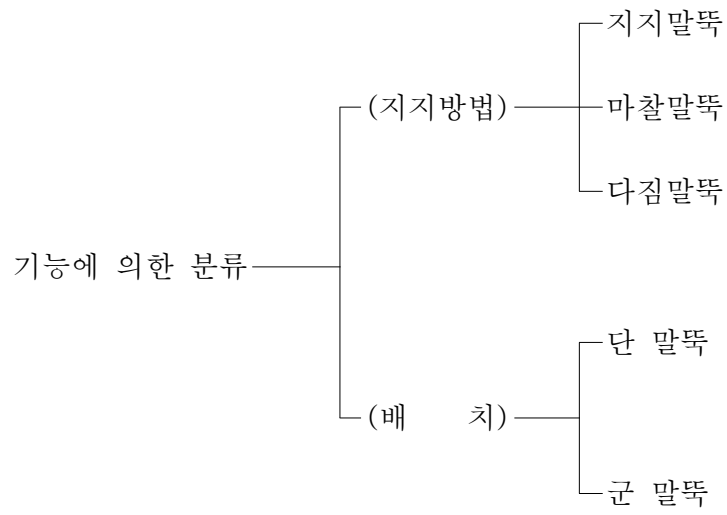 지지말뚝
(지지방법)
마찰말뚝
다짐말뚝
기능에 의한 분류
단 말뚝
(배 치)
군 말뚝